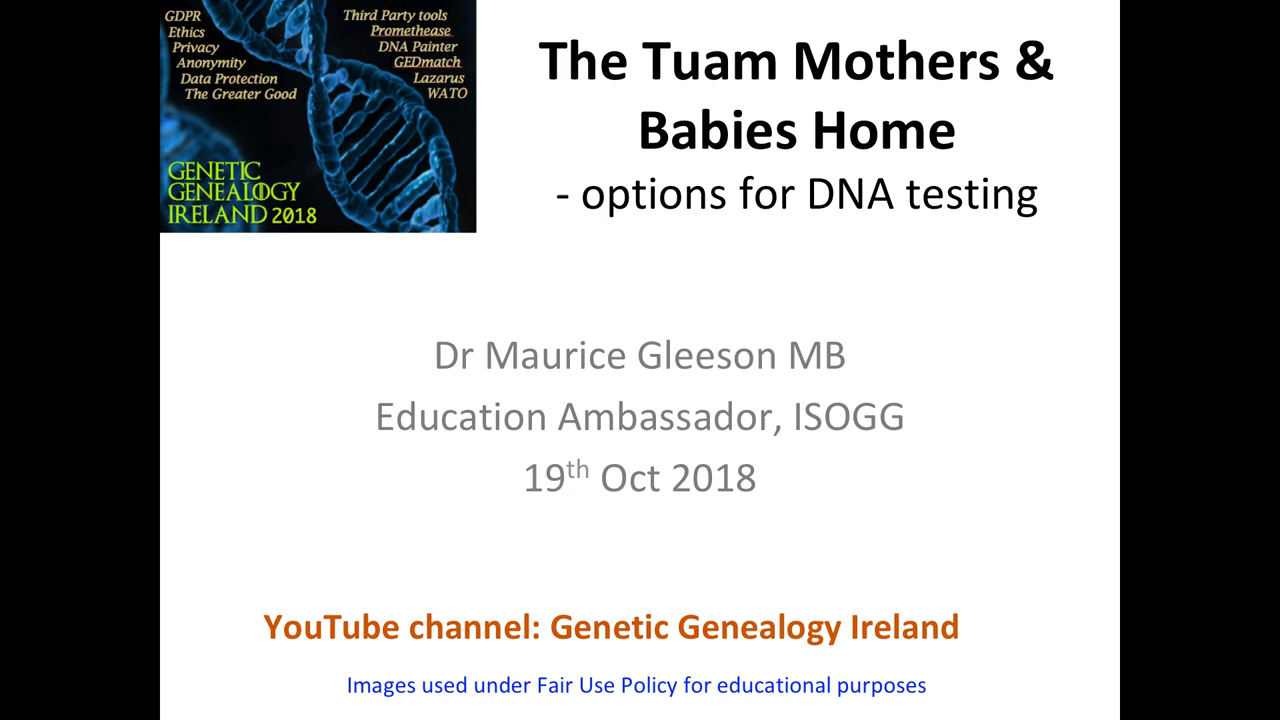 GDPR
Ethics
Privacy
Anonymity
Data Protection
The Greater Good
Third Party tools
Promethease
DNA Painter
GEDmatch
Lazarus
WATO
GENETIC
GENEALOGY
IRELAND 2018
The Tuam Mothers &
Babies Home
- options for DNA testing
Dr Maurice Gleeson MB
Education Ambassador, ISOGG
19th Oct 2018
YouTube channel: Genetic Genealogy Ireland
Images used under Fair Use Policy for educational purposes